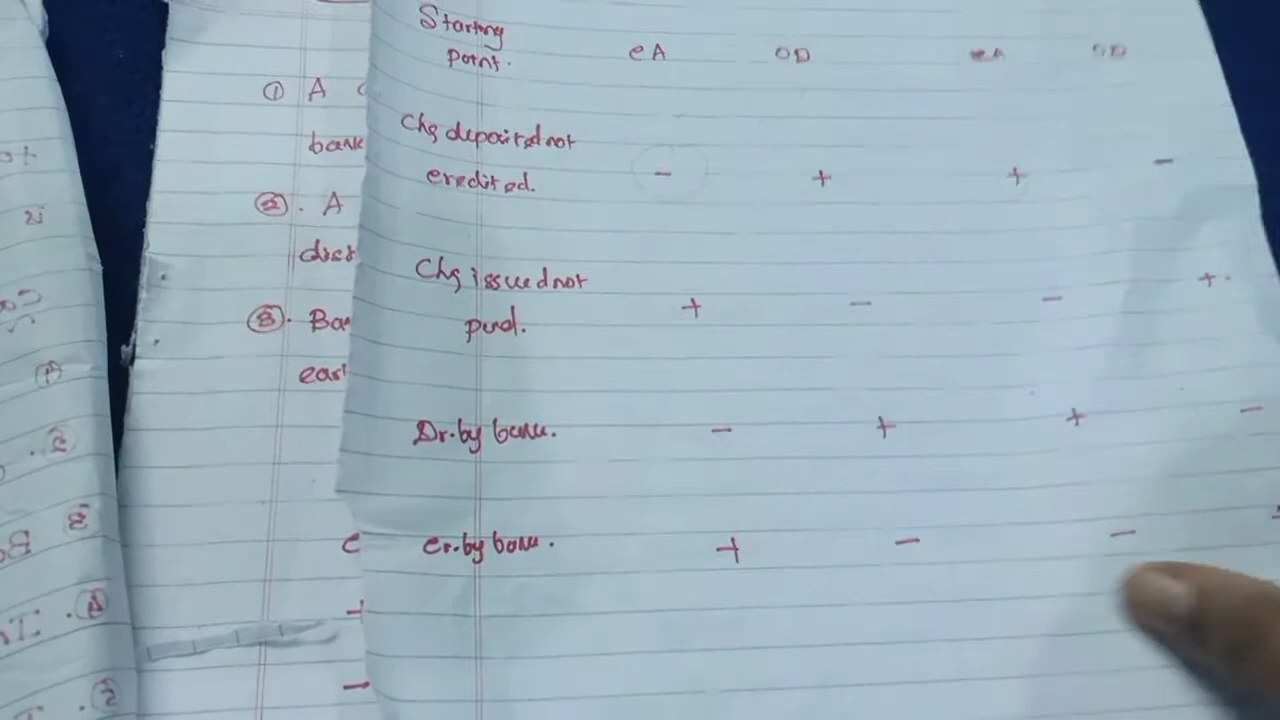 Starting
Point. CA OD CA OD
Chq deposited not
credited. - + + -
Chq issued not
paid. + - - +.
Dr. by bank. - + + -
Cr. by bank. + - -
① A
bank
②. A
③. Ba